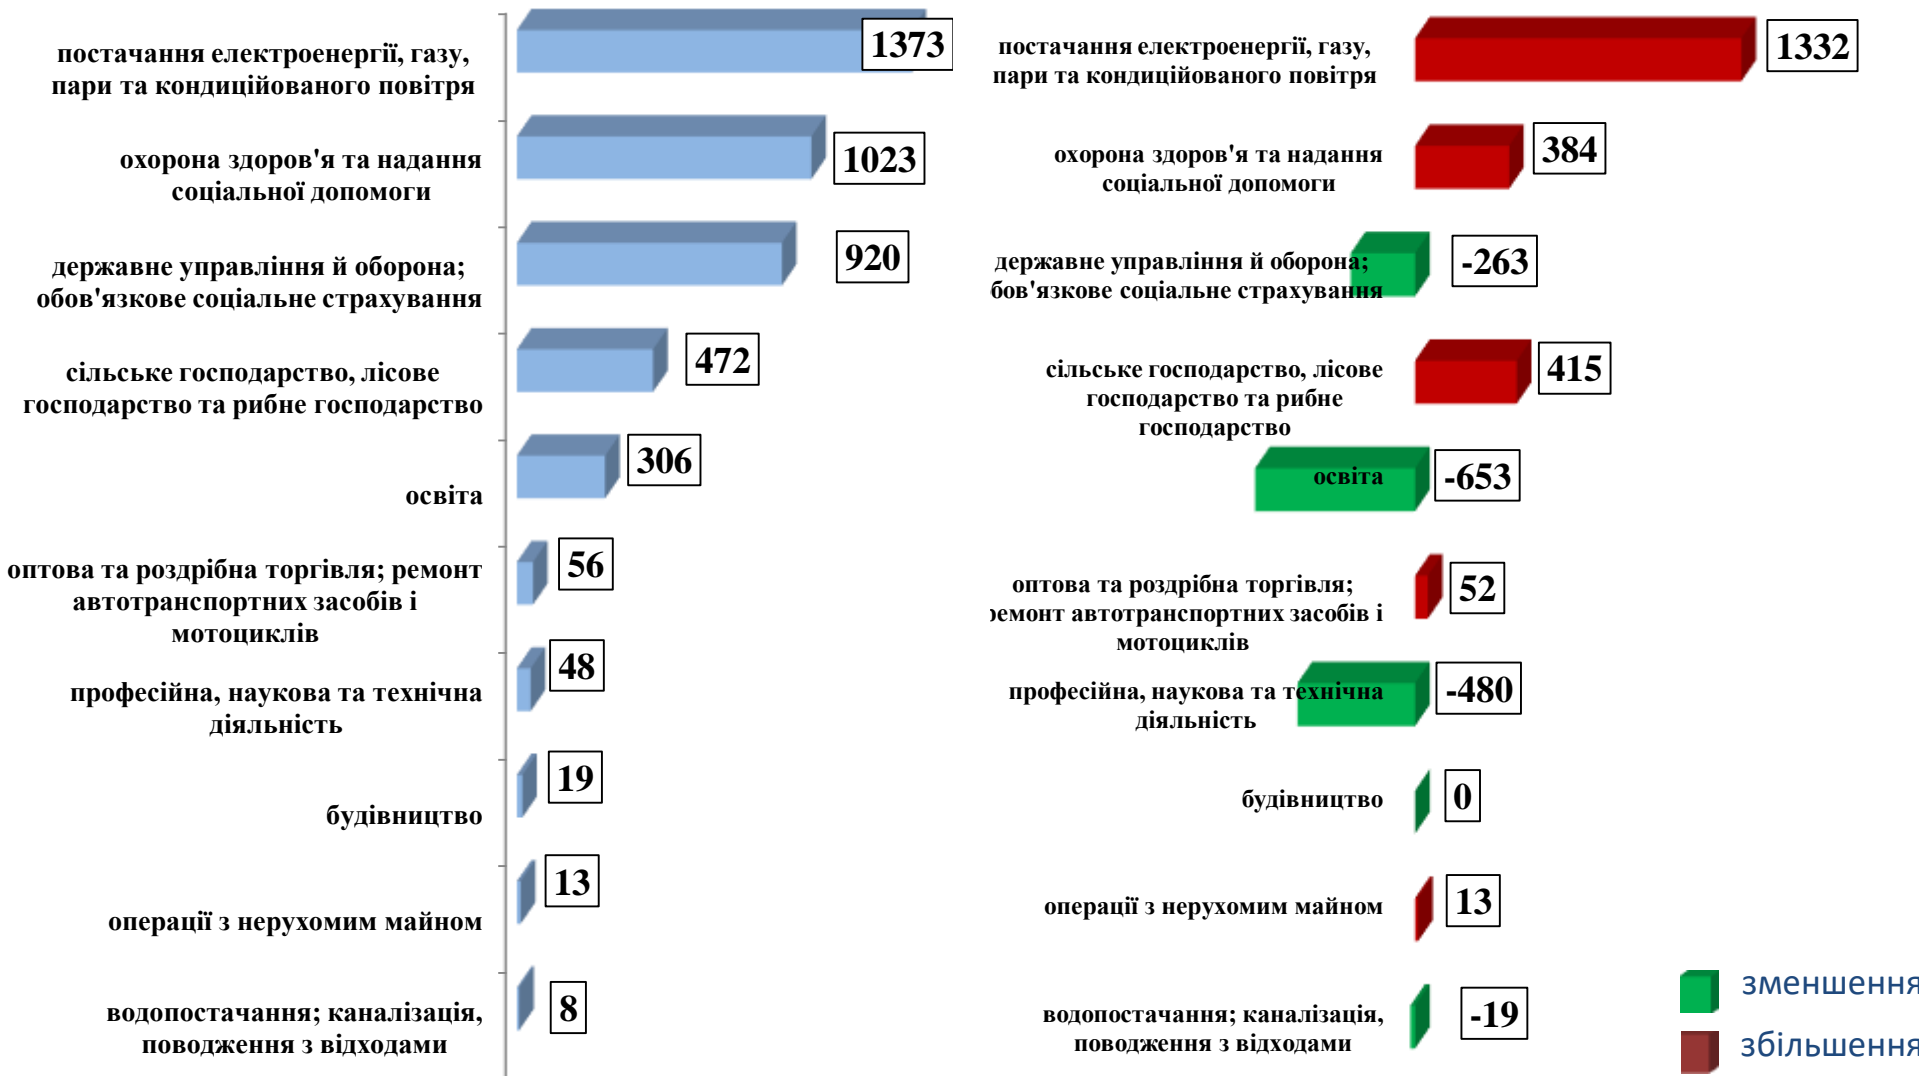 постачання електроенергії, газу,
пари та кондиційованого повітря
1373
охорона здоров'я та надання
соціальної допомоги
1023
державне управління й оборона;
обов'язкове соціальне страхування
920
сільське господарство, лісове
господарство та рибне господарство
472
освіта
306
оптова та роздрібна торгівля; ремонт
автотранспортних засобів і
мотоциклів
56
професійна, наукова та технічна
діяльність
48
будівництво
19
операції з нерухомим майном
13
водопостачання; каналізація,
поводження з відходами
8
постачання електроенергії, газу,
пари та кондиційованого повітря
1332
охорона здоров'я та надання
соціальної допомоги
384
державне управління й оборона;
бов'язкове соціальне страхування
-263
сільське господарство, лісове
господарство та рибне
господарство
415
освіта
-653
оптова та роздрібна торгівля;
ремонт автотранспортних засобів і
мотоциклів
52
професійна, наукова та технічна
діяльність
-480
будівництво
0
операції з нерухомим майном
13
водопостачання; каналізація,
поводження з відходами
-19
зменшення
збільшення